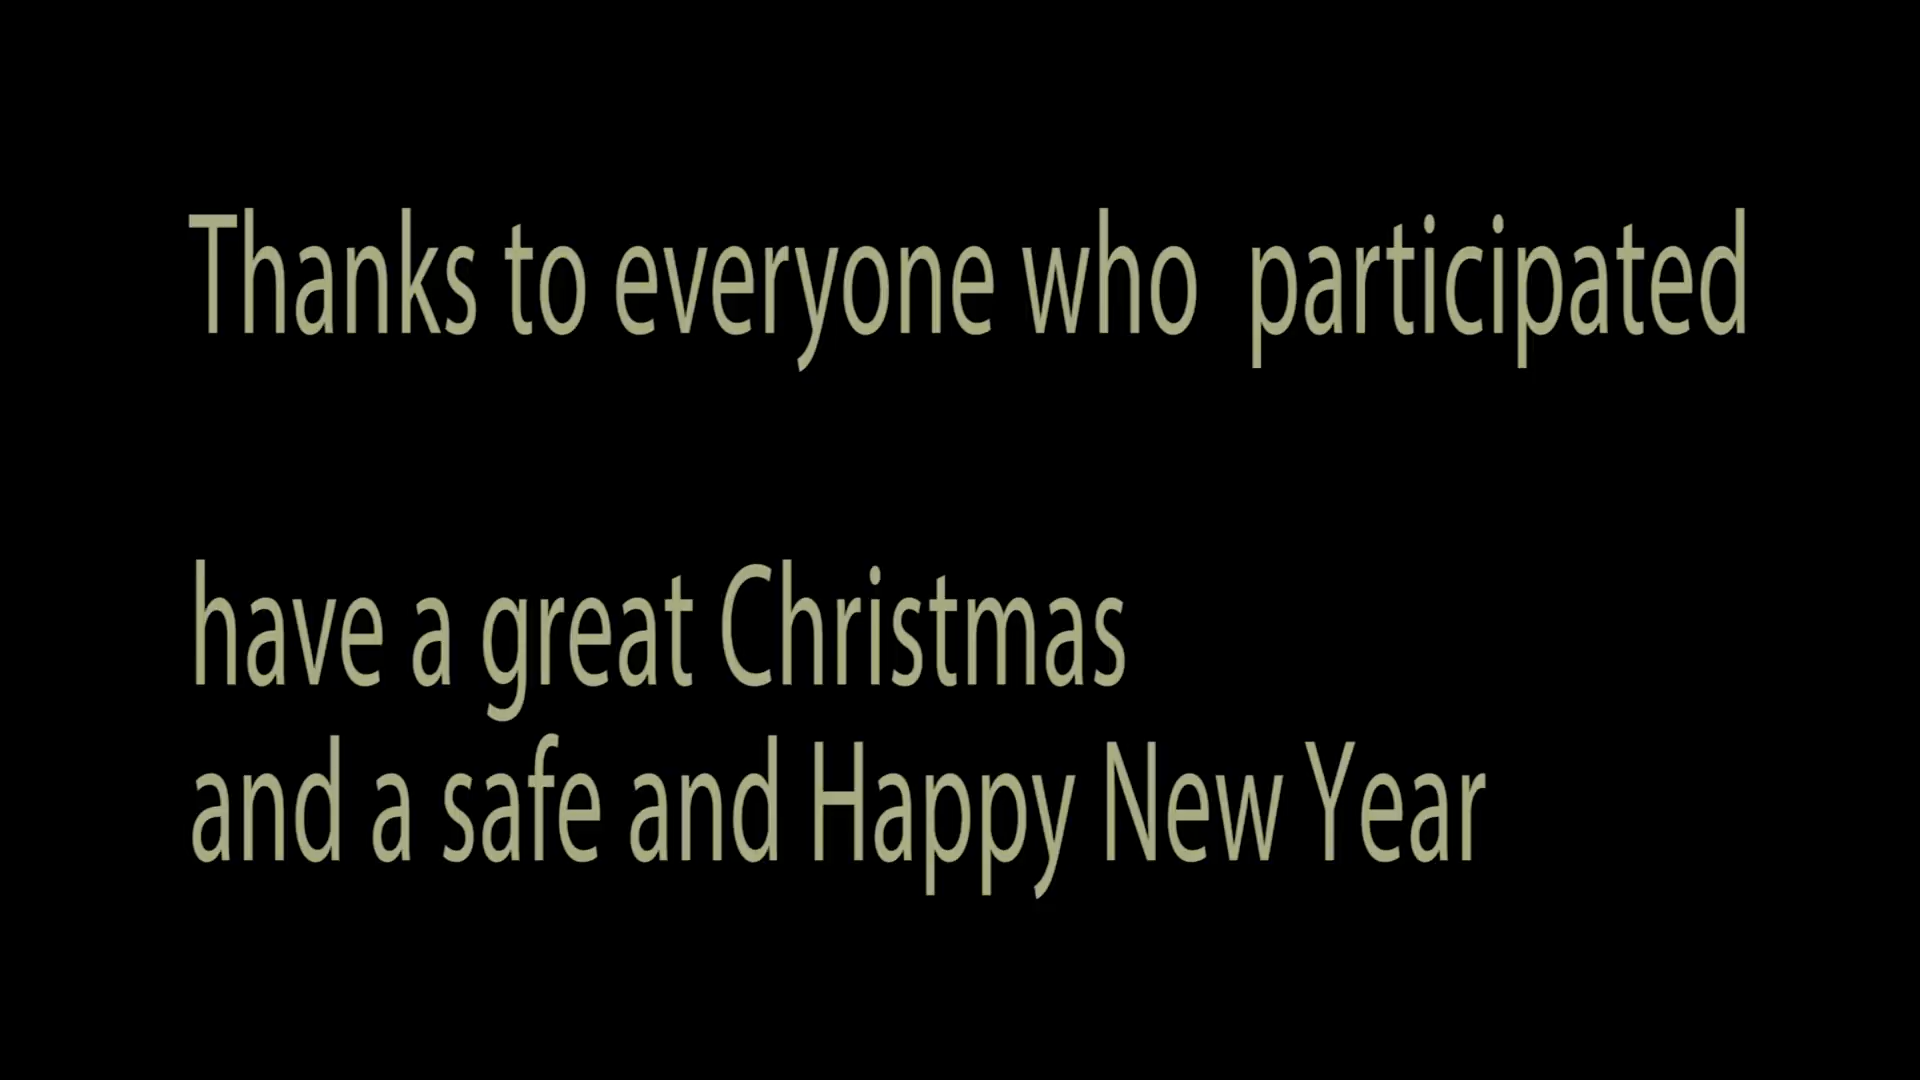 Thanks to everyone who  participated
have a great Christmas
and a safe and Happy New Year